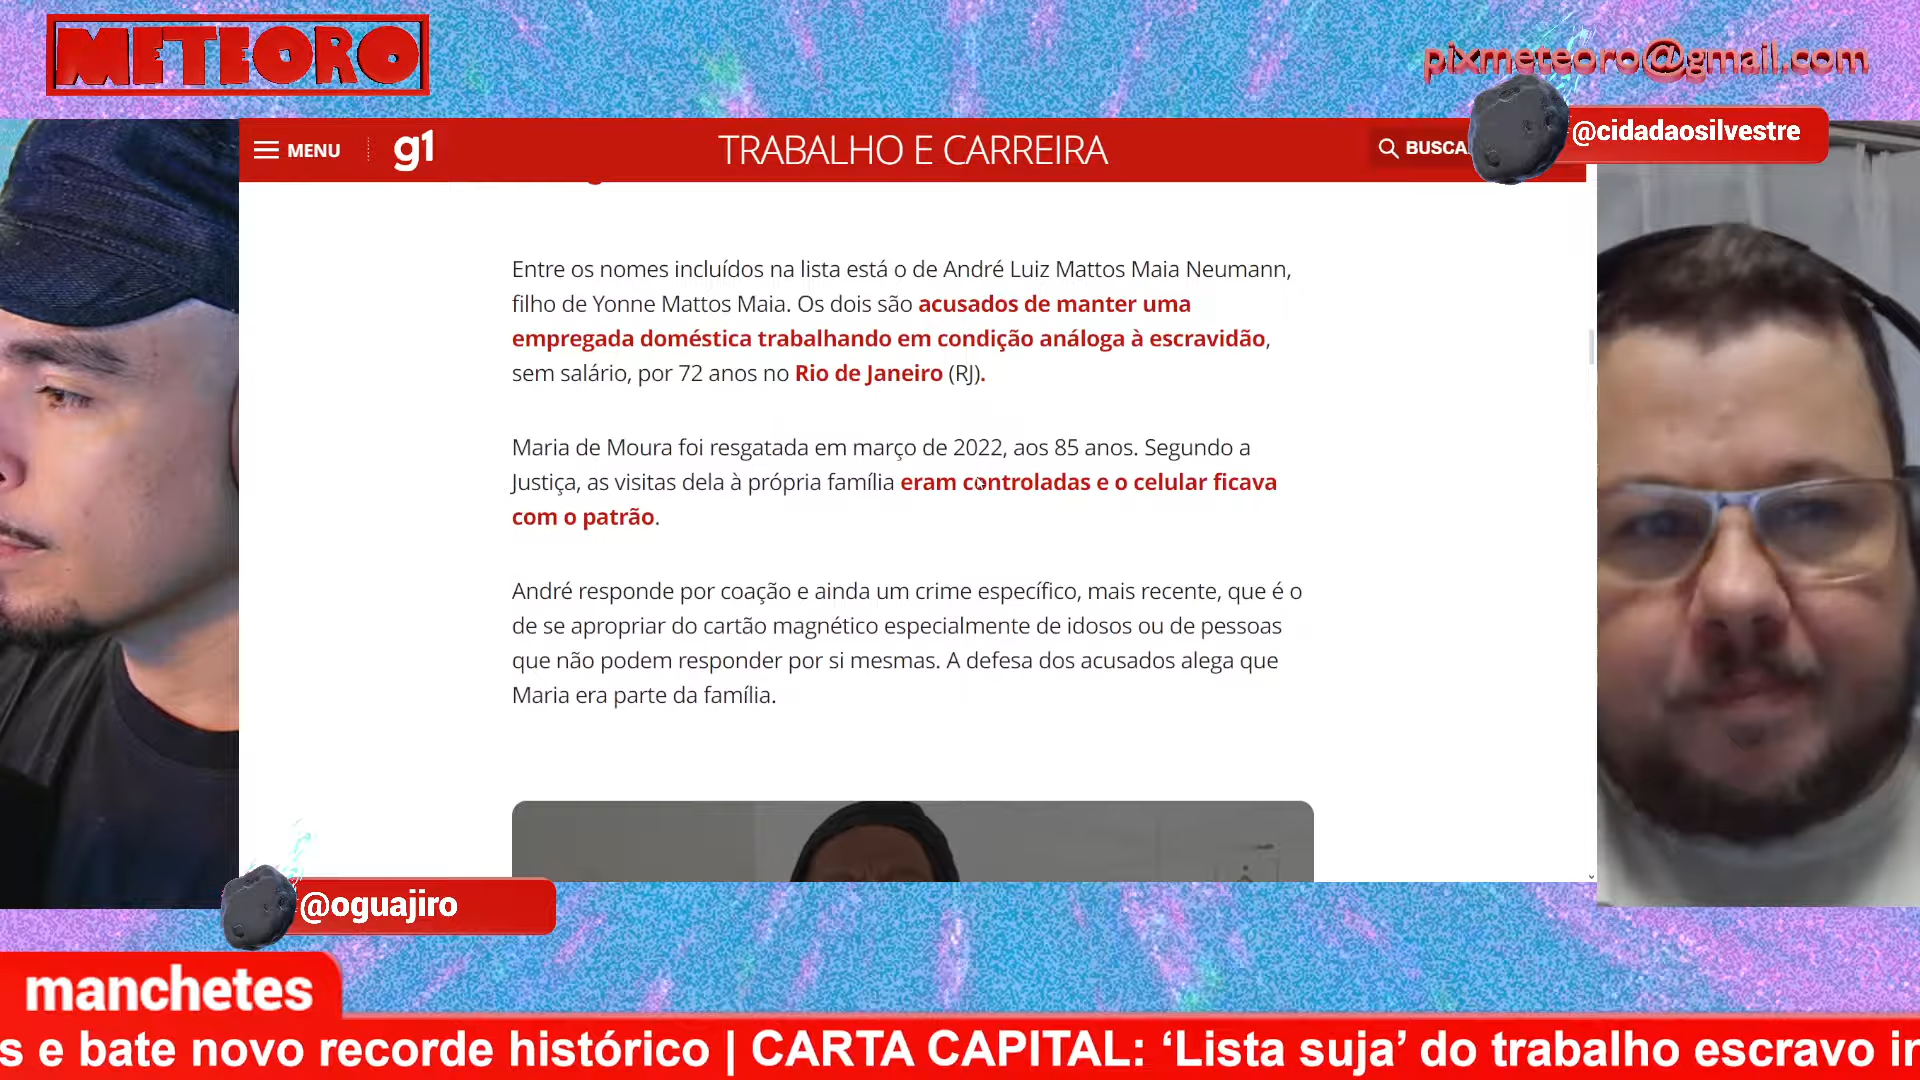 METEORO
pixmeteoro@gmail.com
@cidadaosilvestre
MENU
g1
TRABALHO E CARREIRA
Entre os nomes incluídos na lista está o de André Luiz Mattos Maia Neumann,
filho de Yonne Mattos Maia. Os dois são acusados de manter uma
empregada doméstica trabalhando em condição análoga à escravidão,
sem salário, por 72 anos no Rio de Janeiro (RJ).
Maria de Moura foi resgatada em março de 2022, aos 85 anos. Segundo a
Justiça, as visitas dela à própria família eram controladas e o celular ficava
com o patrão.
André responde por coação e ainda um crime específico, mais recente, que é o
de se apropriar do cartão magnético especialmente de idosos ou de pessoas
que não podem responder por si mesmas. A defesa dos acusados alega que
Maria era parte da família.
@oguajiro
manchetes
s e bate novo recorde histórico | CARTA CAPITAL: ‘Lista suja’ do trabalho escravo